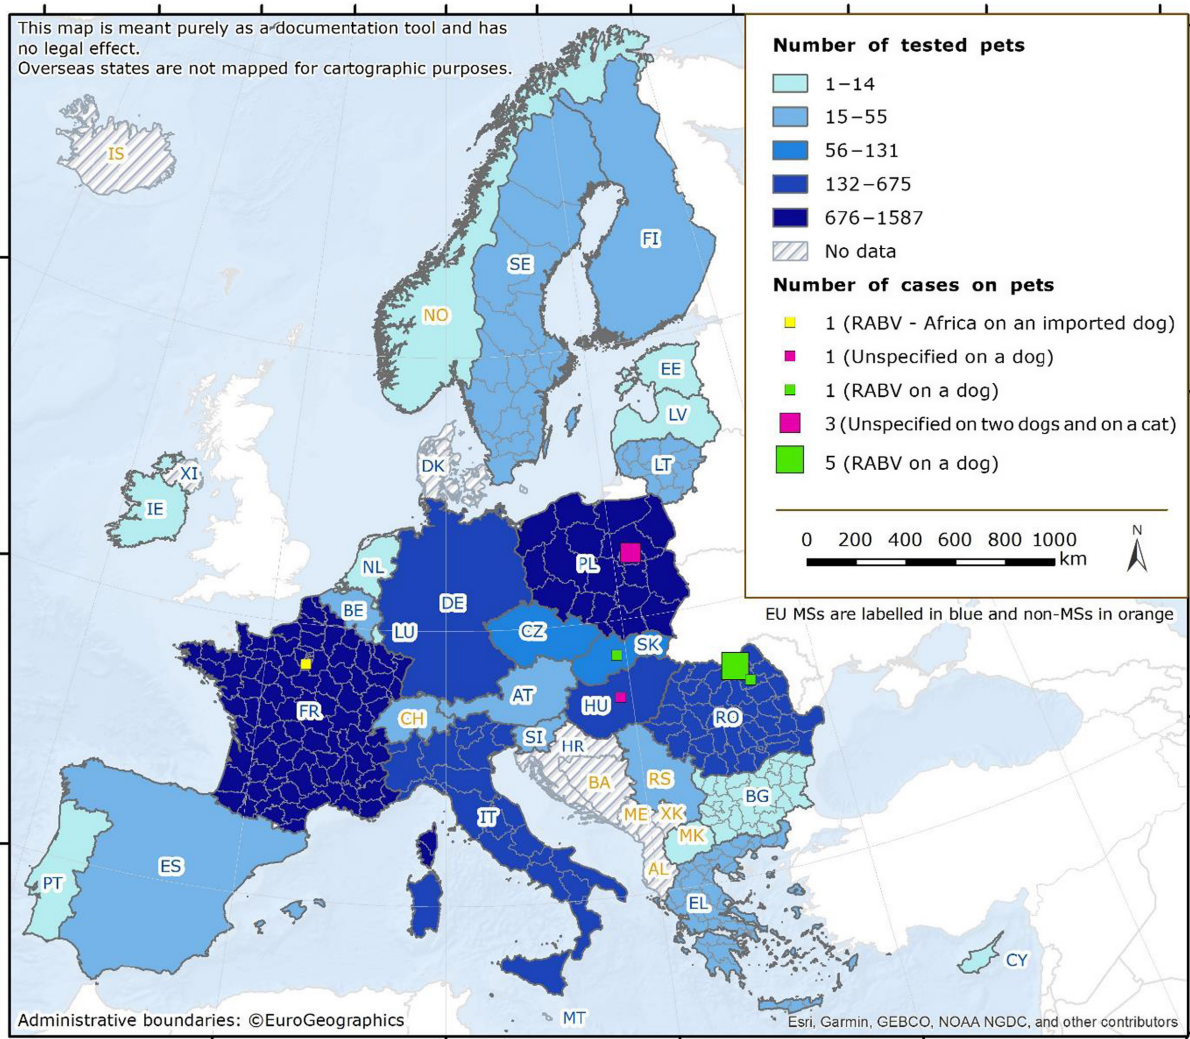 This map is meant purely as a documentation tool and has
no legal effect.
Overseas states are not mapped for cartographic purposes.
Number of tested pets
1–14
15–55
56–131
132–675
676–1587
No data
Number of cases on pets
1 (RABV - Africa on an imported dog)
1 (Unspecified on a dog)
1 (RABV on a dog)
3 (Unspecified on two dogs and on a cat)
5 (RABV on a dog)
0 200 400 600 800 1000
km
N
EU MSs are labelled in blue and non-MSs in orange
IS
FI
SE
NO
EE
LV
LT
DK
XI
IE
NL
PL
DE
BE
LU
CZ
SK
AT
HU
FR
CH
RO
SI
HR
BA
RS
BG
ME
XK
IT
MK
AL
ES
PT
EL
CY
MT
Administrative boundaries: ©EuroGeographics
Esri, Garmin, GEBCO, NOAA NGDC, and other contributors